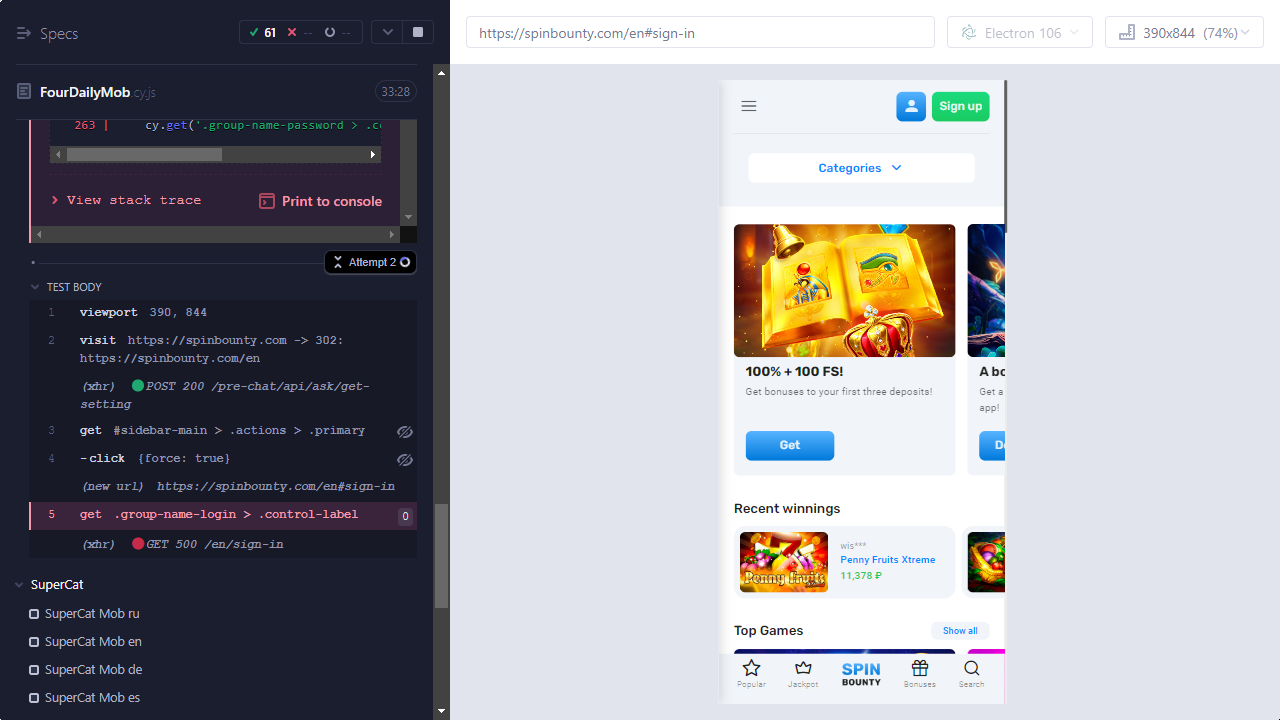 Specs
61
--
--
https://spinbounty.com/en#sign-in
Electron 106
390x844 (74%)
FourDailyMob.cy.js
33:28
263 | cy.get('.group-name-password > .co
View stack trace
Print to console
Attempt 2
TEST BODY
1 viewport 390, 844
2 visit https://spinbounty.com -> 302:
https://spinbounty.com/en
(xhr) POST 200 /pre-chat/api/ask/get-
setting
3 get #sidebar-main > .actions > .primary
4 -click {force: true}
(new url) https://spinbounty.com/en#sign-in
5 get .group-name-login > .control-label 0
(xhr) GET 500 /en/sign-in
SuperCat
SuperCat Mob ru
SuperCat Mob en
SuperCat Mob de
SuperCat Mob es
Sign up
Categories
100% + 100 FS!
Get bonuses to your first three deposits!
Get
A bo
Get a
app!
Do
Recent winnings
wis***
Penny Fruits Xtreme
11,378 ₽
Penny Fruits
Top Games
Show all
Popular
Jackpot
SPIN
BOUNTY
Bonuses
Search